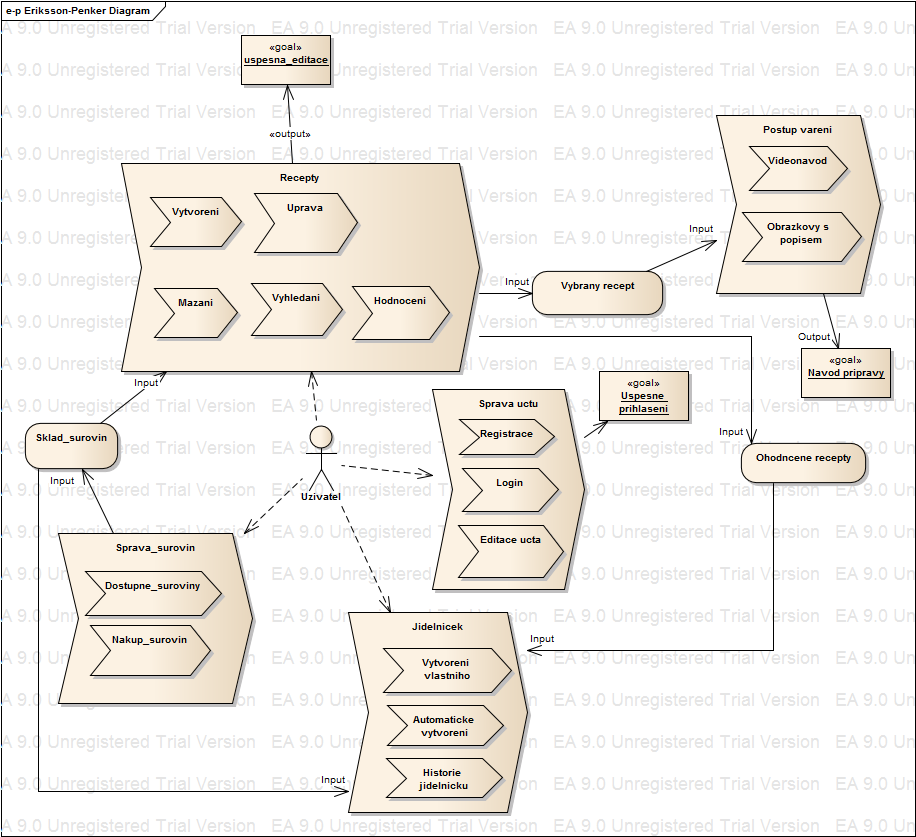 e-p Eriksson-Penker Diagram
EA 9.0 Unregistered Trial Version
«goal»
uspesna_editace
«output»
Recepty
Vytvoreni
Uprava
Mazani
Vyhledani
Hodnoceni
Postup vareni
Videonavod
Obrazkovy s
popisem
Input
Input
Vybrany recept
Output
«goal»
Navod pripravy
Input
Sklad_surovin
Input
Uzivatel
Sprava uctu
Registrace
Login
Editace ucta
«goal»
Uspesne
prihlaseni
Input
Ohodncene recepty
Sprava_surovin
Dostupne_suroviny
Nakup_surovin
Jidelnicek
Vytvoreni
vlastniho
Automaticke
vytvoreni
Historie
jidelnicku
Input
Input